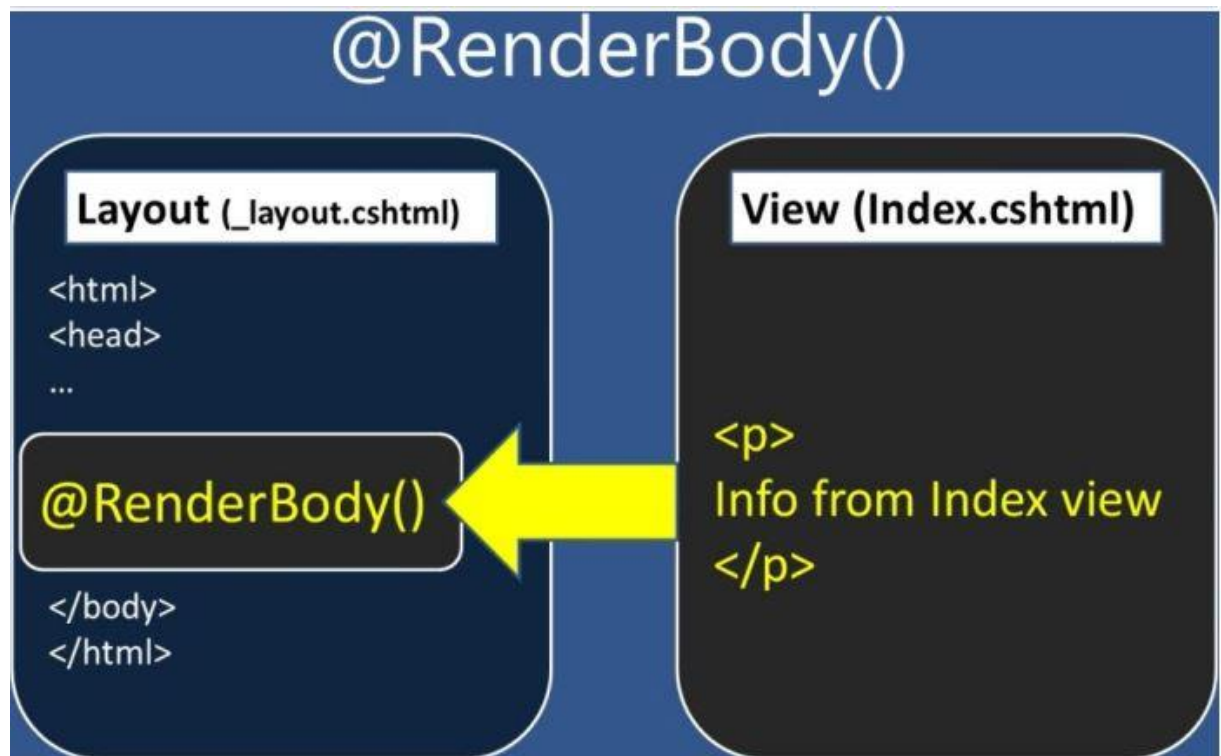 @RenderBody()
Layout (_layout.cshtml)
<html>
<head>
...
@RenderBody()
</body>
</html>
View (Index.cshtml)
<p>
Info from Index view
</p>